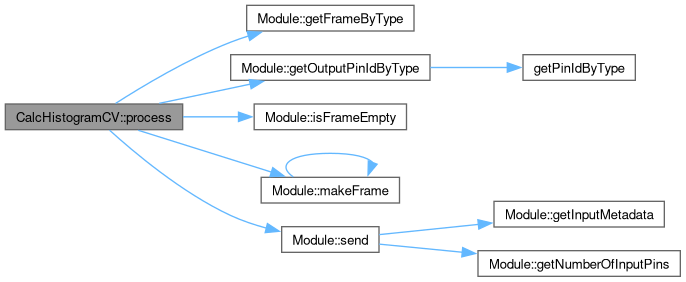 Module::getFrameByType
Module::getOutputPinIdByType
getPinIdByType
CalcHistogramCV::process
Module::isFrameEmpty
Module::makeFrame
Module::send
Module::getInputMetadata
Module::getNumberOfInputPins